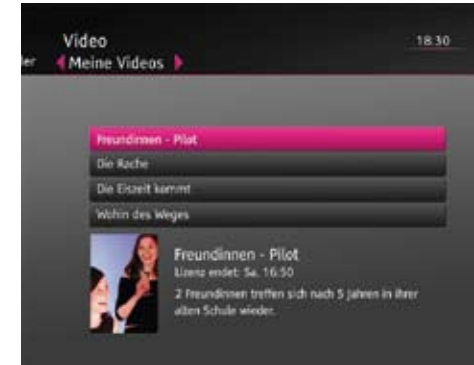 Video
18.30
ler Meine Videos
Freundinnen - Pilot
Die Rache
Die Eiszeit kommt
Wohin des Weges
Freundinnen - Pilot
Lizenz endet: Sa. 16:50
2 Freundinnen treffen sich nach 5 Jahren in ihrer
alten Schule wieder.